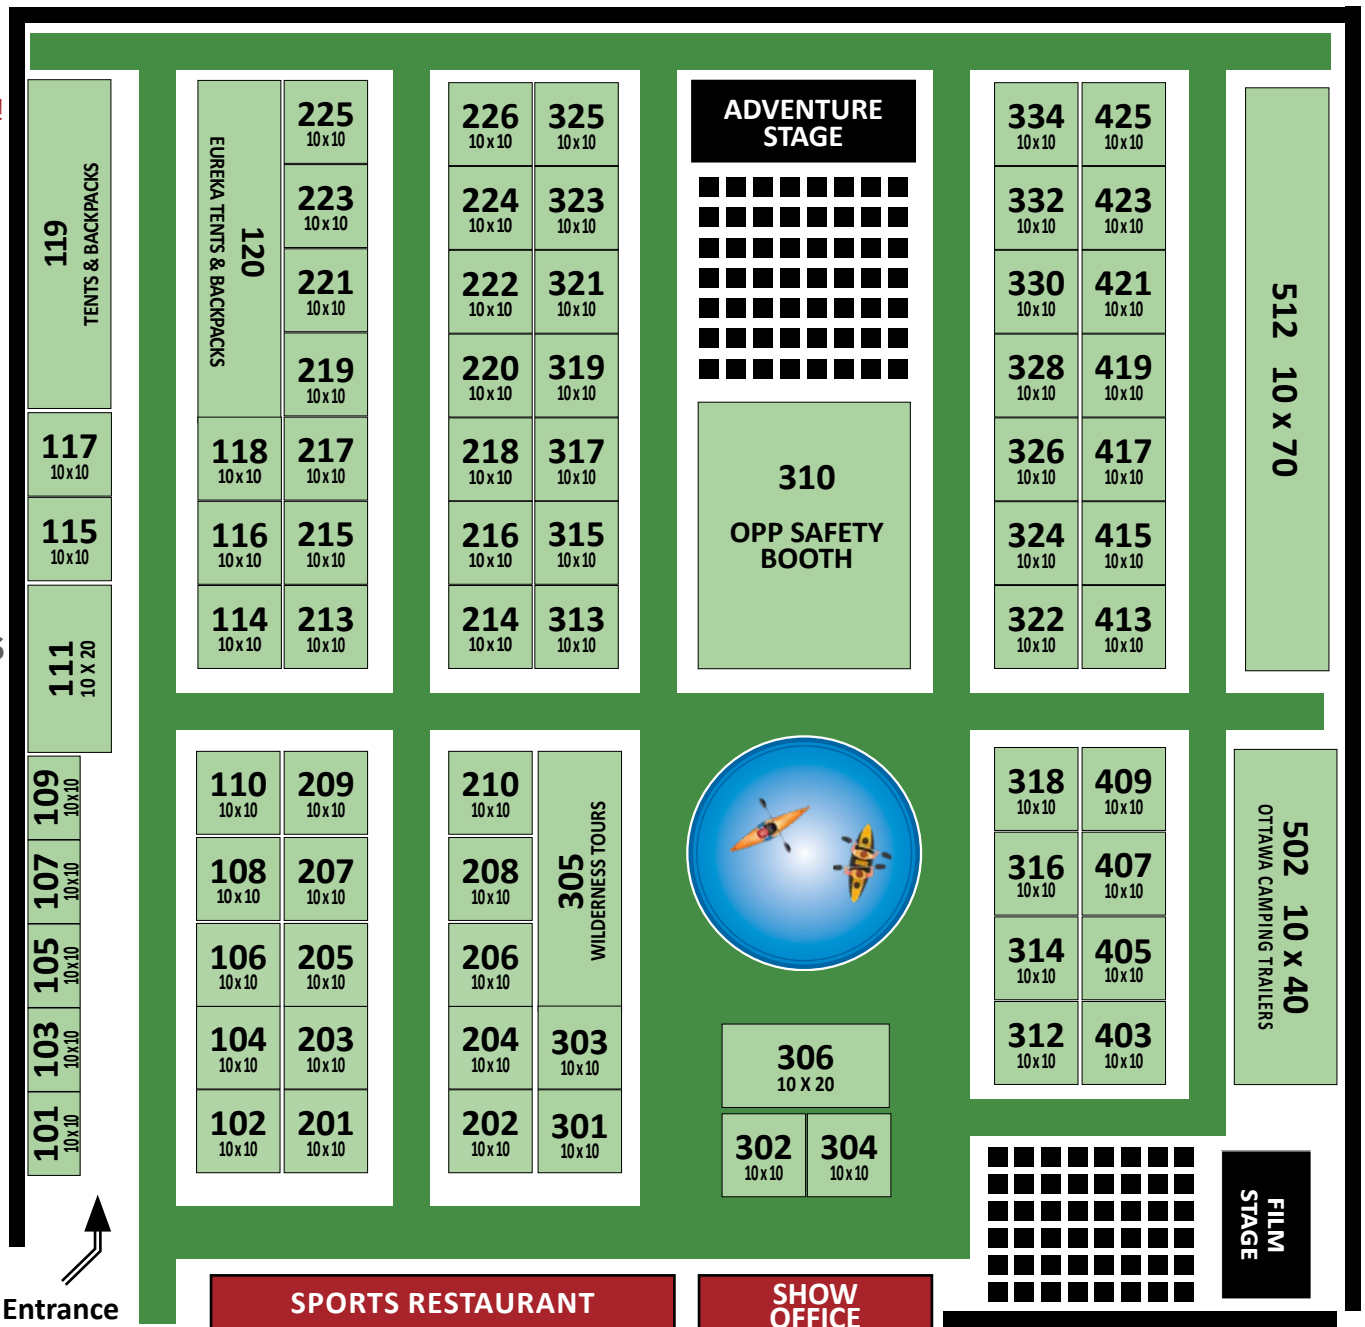 ADVENTURE
STAGE
119
TENTS & BACKPACKS
117
10x10
115
10x10
111
10 X 20
109
10x10
107
10x10
105
10x10
103
10x10
101
10x10
Entrance
EUREKA TENTS & BACKPACKS
120
225
10x10
223
10x10
221
10x10
219
10x10
118
10x10
217
10x10
116
10x10
215
10x10
114
10x10
213
10x10
110
10x10
209
10x10
108
10x10
207
10x10
106
10x10
205
10x10
104
10x10
203
10x10
102
10x10
201
10x10
226
10x10
325
10x10
224
10x10
323
10x10
222
10x10
321
10x10
220
10x10
319
10x10
218
10x10
317
10x10
216
10x10
315
10x10
214
10x10
313
10x10
210
10x10
208
10x10
206
10x10
305
WILDERNESS TOURS
204
10x10
303
10x10
202
10x10
301
10x10
310
OPP SAFETY
BOOTH
306
10 X 20
302
10x10
304
10x10
334
10x10
425
10x10
332
10x10
423
10x10
330
10x10
421
10x10
328
10x10
419
10x10
326
10x10
417
10x10
324
10x10
415
10x10
322
10x10
413
10x10
318
10x10
409
10x10
316
10x10
407
10x10
314
10x10
405
10x10
312
10x10
403
10x10
512 10 x 70
502 10 x 40
OTTAWA CAMPING TRAILERS
FILM
STAGE
SPORTS RESTAURANT
SHOW
OFFICE